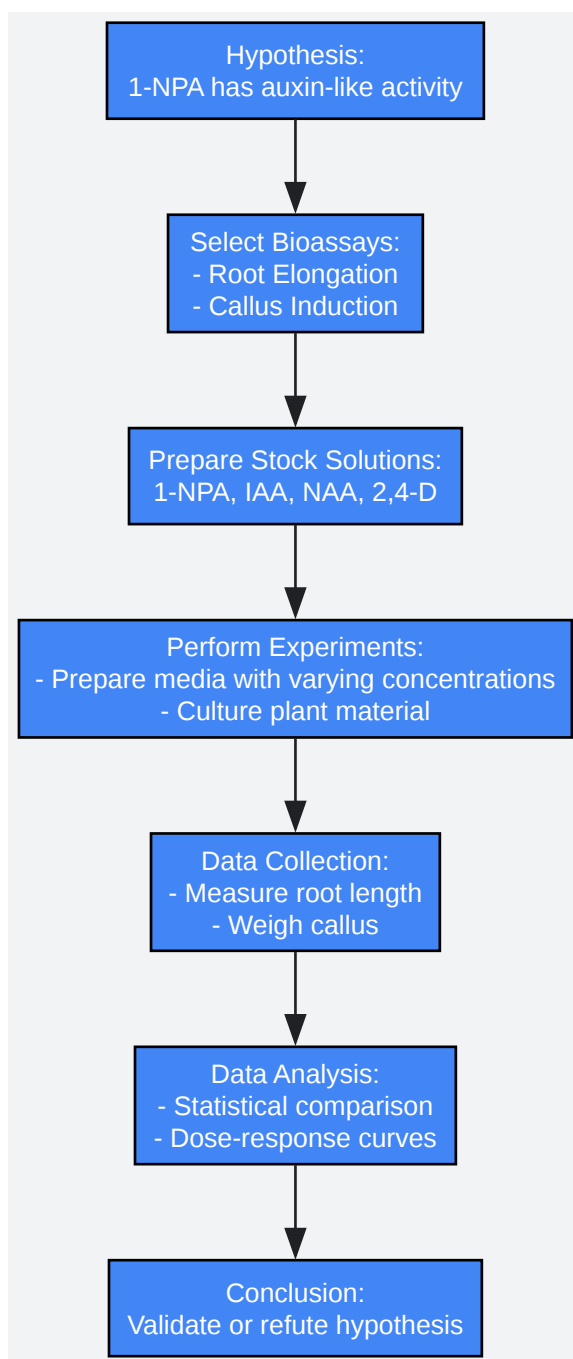 Hypothesis:
1-NPA has auxin-like activity
Select Bioassays:
- Root Elongation
- Callus Induction
Prepare Stock Solutions:
1-NPA, IAA, NAA, 2,4-D
Perform Experiments:
- Prepare media with varying concentrations
- Culture plant material
Data Collection:
- Measure root length
- Weigh callus
Data Analysis:
- Statistical comparison
- Dose-response curves
Conclusion:
Validate or refute hypothesis